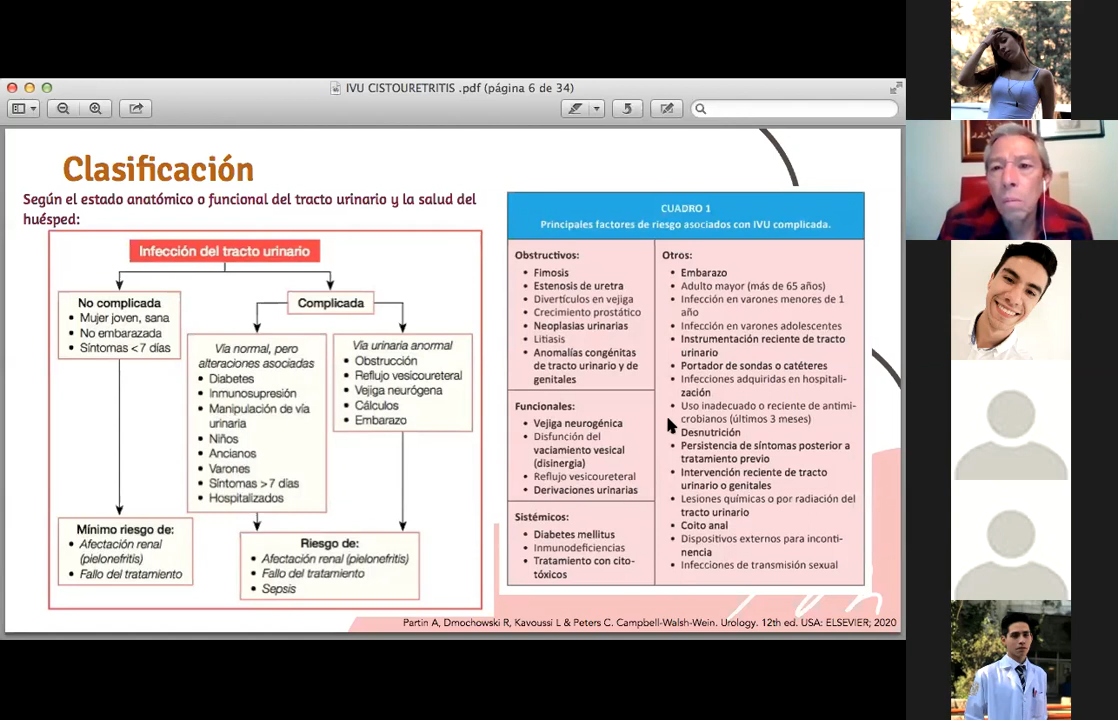 IVU CISTOURETRITIS .pdf (página 6 de 34)
Clasificación
Según el estado anatómico o funcional del tracto urinario y la salud del
huésped:
Infección del tracto urinario
No complicada
• Mujer joven, sana
• No embarazada
• Síntomas < 7 días
Complicada
Vía normal, pero
alteraciones asociadas
• Diabetes
• Inmunosupresión
• Manipulación de vía
urinaria
• Niños
• Ancianos
• Varones
• Síntomas > 7 días
• Hospitalizados
Vía urinaria anormal
• Obstrucción
• Reflujo vesicoureteral
• Vejiga neurógena
• Cálculos
• Embarazo
Mínimo riesgo de:
• Afectación renal
(pielonefritis)
• Fallo del tratamiento
Riesgo de:
• Afectación renal (pielonefritis)
• Fallo del tratamiento
• Sepsis
CUADRO 1
Principales factores de riesgo asociados con IVU complicada.
Obstructivos:
• Fimosis
• Estenosis de uretra
• Divertículos en vejiga
• Crecimiento prostático
• Neoplasias urinarias
• Litiasis
• Anomalías congénitas
de tracto urinario y de
genitales
Funcionales:
• Vejiga neurogénica
• Disfunción del
vaciamiento vesical
(disinergia)
• Reflujo vesicoureteral
• Derivaciones urinarias
Sistémicos:
• Diabetes mellitus
• Inmunodeficiencias
• Tratamiento con cito-
tóxicos
Otros:
• Embarazo
• Adulto mayor (más de 65 años)
• Infección en varones menores de 1
año
• Infección en varones adolescentes
• Instrumentación reciente de tracto
urinario
• Portador de sondas o catéteres
• Infecciones adquiridas en hospitali-
zación
• Uso inadecuado o reciente de antimi-
crobianos (últimos 3 meses)
• Desnutrición
• Persistencia de síntomas posterior a
tratamiento previo
• Intervención reciente de tracto
urinario o genitales
• Lesiones químicas o por radiación del
tracto urinario
• Coito anal
• Dispositivos externos para inconti-
nencia
• Infecciones de transmisión sexual
Partin A, Dmochowski R, Kavoussi L & Peters C. Campbell-Walsh-Wein. Urology. 12th ed. USA: ELSEVIER; 2020